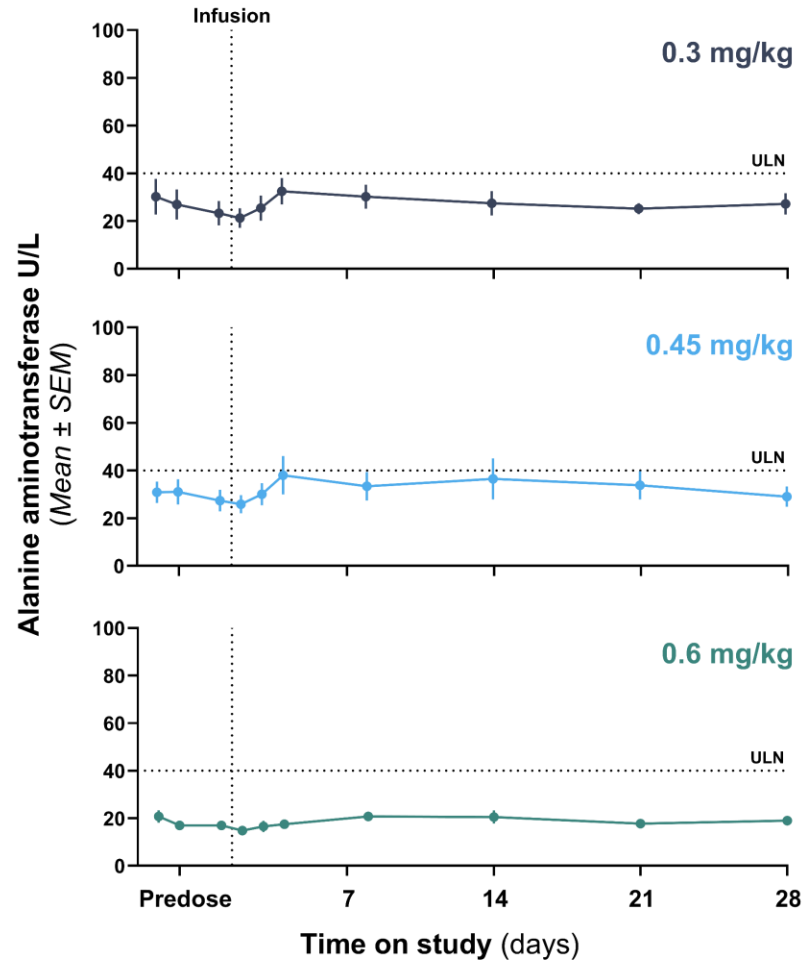 Infusion
0.3 mg/kg
100
80
60
40
20
0
ULN
0.45 mg/kg
100
80
60
40
20
0
ULN
0.6 mg/kg
100
80
60
40
20
0
ULN
Predose 7 14 21 28
Time on study (days)
Alanine aminotransferase U/L
(Mean ± SEM)